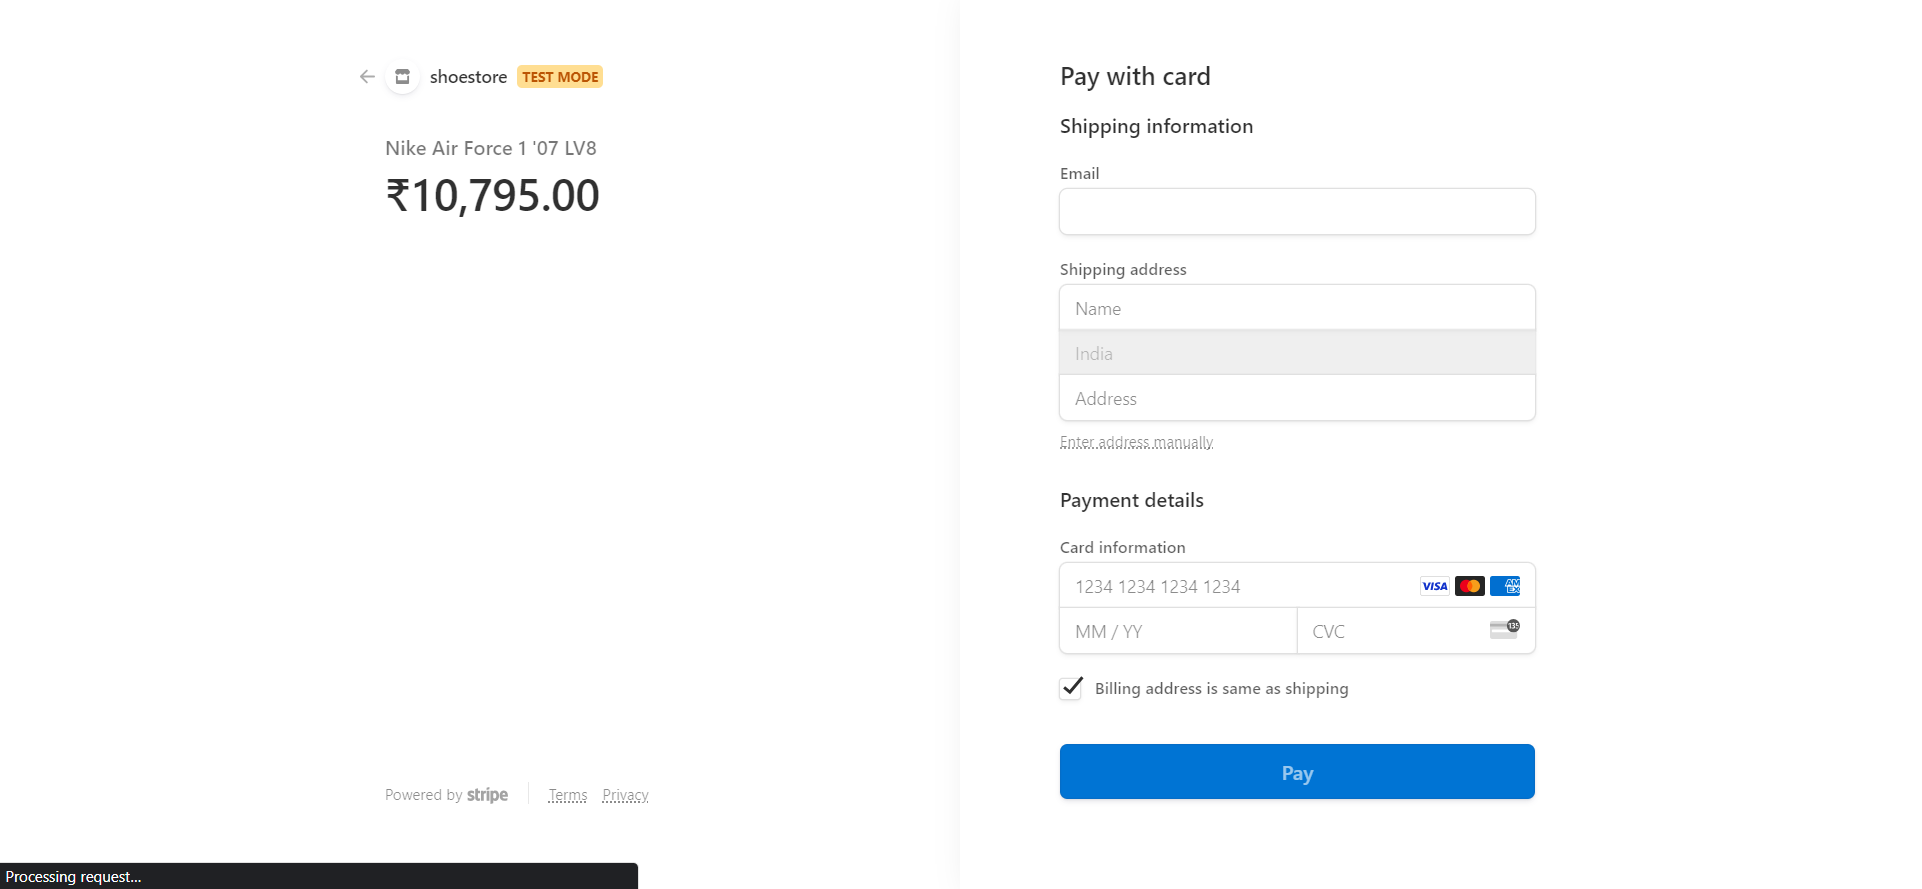 shoestore TEST MODE
Nike Air Force 1 '07 LV8
₹10,795.00
Powered by stripe Terms Privacy
Processing request...
Pay with card
Shipping information
Email
Shipping address
Name
India
Address
Enter address manually
Payment details
Card information
1234 1234 1234 1234 VISA AMEX
MM / YY CVC 135
Billing address is same as shipping
Pay